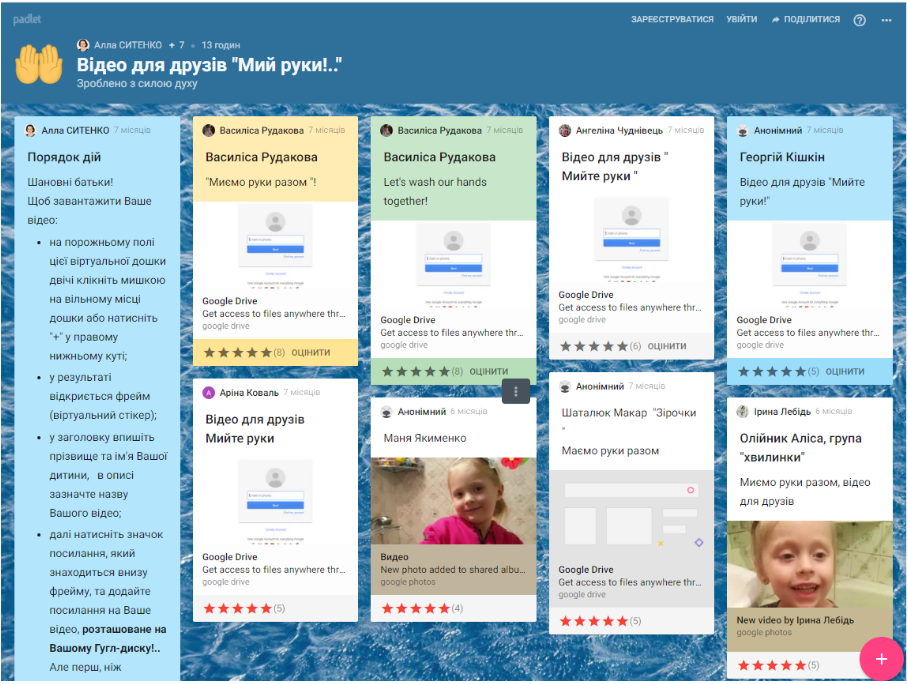 padlet
ЗАРЕЄСТРУВАТИСЯ УВІЙТИ ПОДІЛИТИСЯ
Алла СИТЕНКО + 7 • 13 годин
Відео для друзів "Мий руки!.."
Зроблено з силою духу
Алла СИТЕНКО 7 місяців
Порядок дій
Шановні батьки!
Щоб завантажити Ваше
відео:
• на порожньому полі
цієї віртуальної дошки
двічі клікніть мишкою
на вільному місці
дошки або натисніть
"+" у правому
нижньому куті;
• у результаті
відкриється фрейм
(віртуальний стікер);
• у заголовку впишіть
прізвище та ім'я Вашої
дитини, в описі
зазначте назву
Вашого відео;
• далі натисніть значок
посилання, який
знаходиться внизу
фрейму, та додайте
посилання на Ваше
відео, розташоване на
Вашому Гугл-диску!..
Але перш, ніж
Василіса Рудакова 7 місяців
Василіса Рудакова
"Миємо руки разом "!
Google Drive
Get access to files anywhere thr...
google drive
(8) ОЦІНИТИ
Аріна Коваль 7 місяців
Відео для друзів
Мийте руки
Google Drive
Get access to files anywhere thr...
google drive
(5)
Василіса Рудакова 7 місяців
Василіса Рудакова
Let's wash our hands
together!
Google Drive
Get access to files anywhere thr...
google drive
(8) ОЦІНИТИ
Анонімний 6 місяців
Маня Якименко
Видео
New photo added to shared albu...
google photos
(4)
Ангеліна Чуднівець 7 місяців
Відео для друзів "
Мийте руки "
Google Drive
Get access to files anywhere thr...
google drive
(6) ОЦІНИТИ
Анонімний 7 місяців
Шаталюк Макар "Зірочки
"
Маємо руки разом
Google Drive
Get access to files anywhere thr...
google drive
(5)
Анонімний 7 місяців
Георгій Кішкін
Відео для друзів "Мийте
руки!"
Google Drive
Get access to files anywhere thr...
google drive
(5) ОЦІНИТИ
Ірина Лебідь 6 місяців
Олійник Аліса, група
"хвилинки"
Миємо руки разом, відео
для друзів
New video by Ірина Лебідь
google photos
(5)